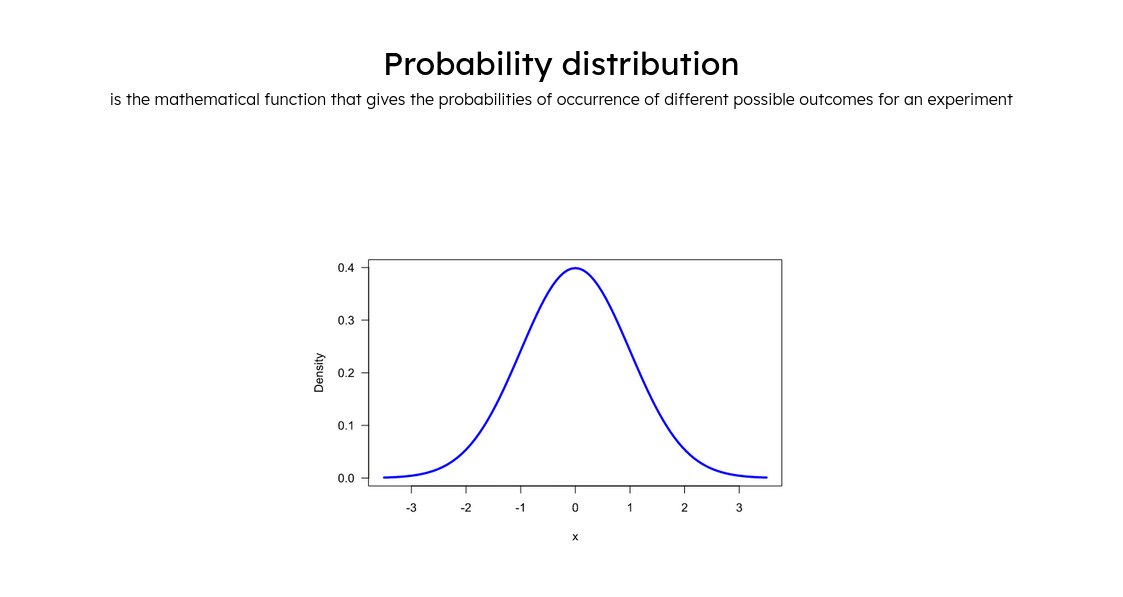 Probability distribution
is the mathematical function that gives the probabilities of occurrence of different possible outcomes for an experiment
0.4
0.3
0.2
0.1
0.0
Density
-3 -2 -1 0 1 2 3
x